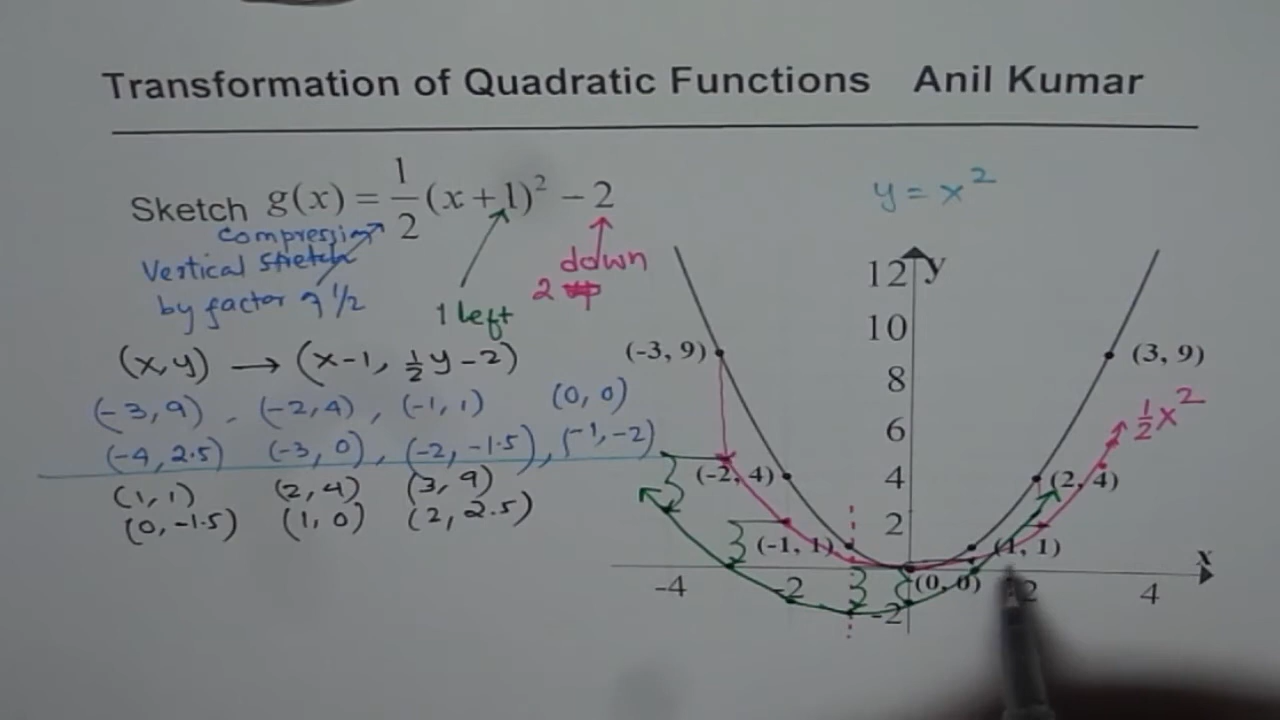 Transformation of Quadratic Functions Anil Kumar
Sketch g(x) = 1/2 (x + 1)² − 2
compression
Vertical stretch
by factor of 1/2
1 left
down
2 up
(x, y) → (x−1, ½y−2)
(-3, 9) , (-2, 4) , (-1, 1) (0, 0)
(-4, 2.5) (-3, 0) , (-2, -1.5) , (-1, -2)
(1, 1) (2, 4) (3, 9)
(0, -1.5) (1, 0) (2, 2.5)
y = x²
y
12
10
8
6
4
2
-2
(-3, 9)
(3, 9)
½x²
(-2, 4)
(2, 4)
(-1, 1)
(1, 1)
(0, 0)
x
-4
-2
2
4